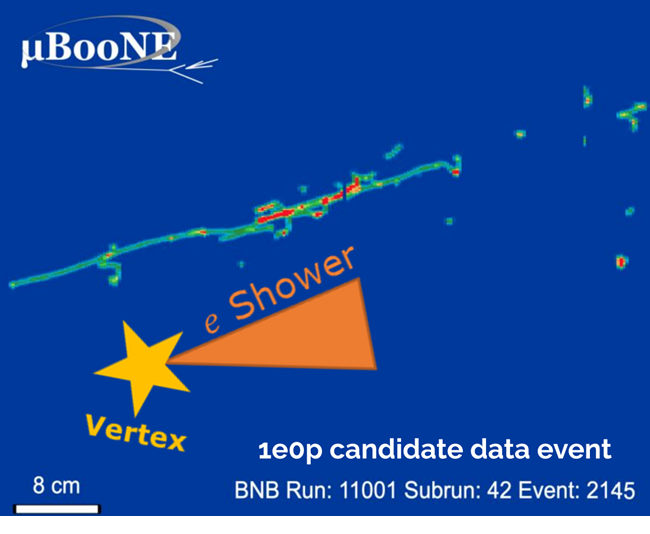 µBooNE
e Shower
Vertex
1e0p candidate data event
8 cm
BNB Run: 11001 Subrun: 42 Event: 2145